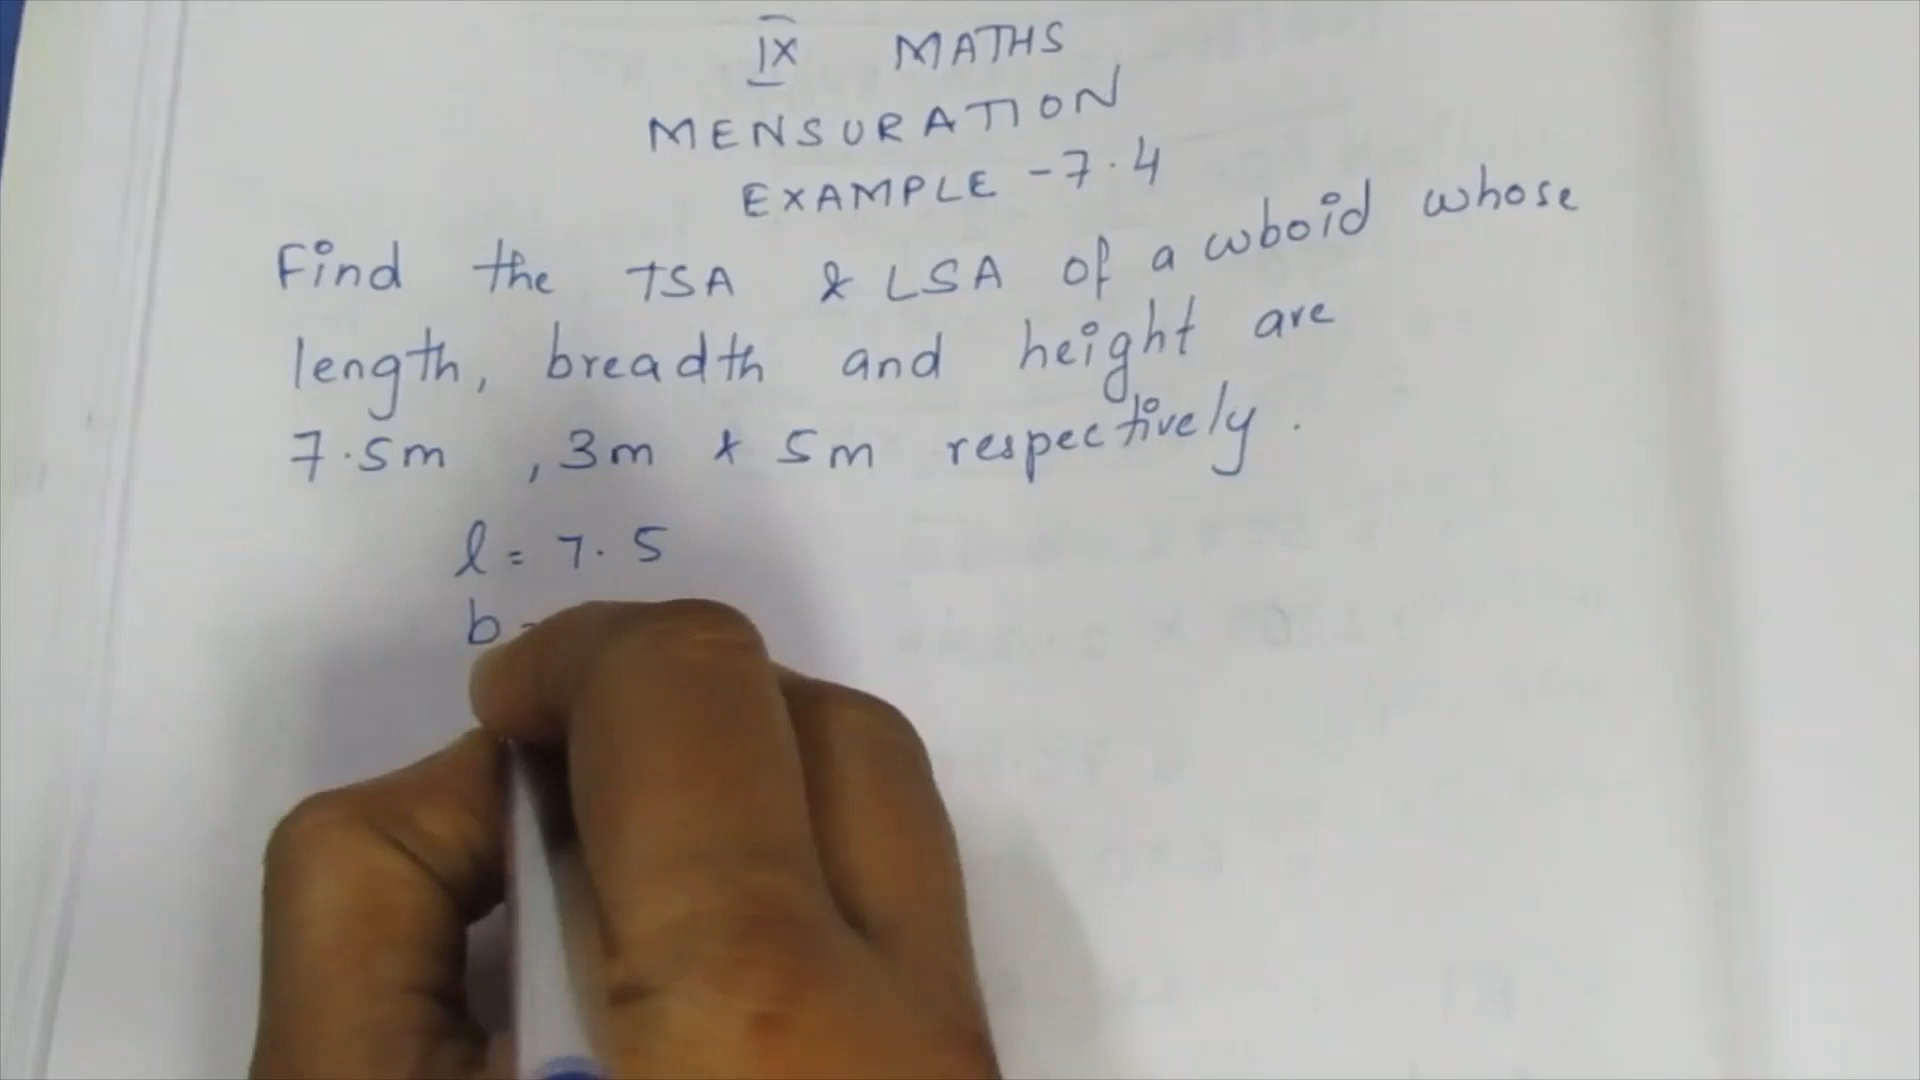 IX MATHS
MENSURATION
EXAMPLE - 7.4
Find the TSA & LSA of a cuboid whose
length, breadth and height are
7.5m , 3m & 5m respectively.
l = 7.5
b =